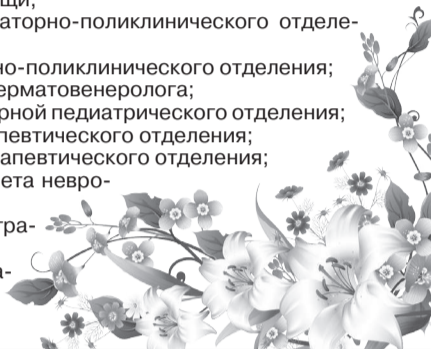 щи;
аторно-поликлинического отделе-
но-поликлинического отделения;
ерматовенеролога;
рной педиатрического отделения;
певтического отделения;
апевтического отделения;
ета невро-
тра-
а-